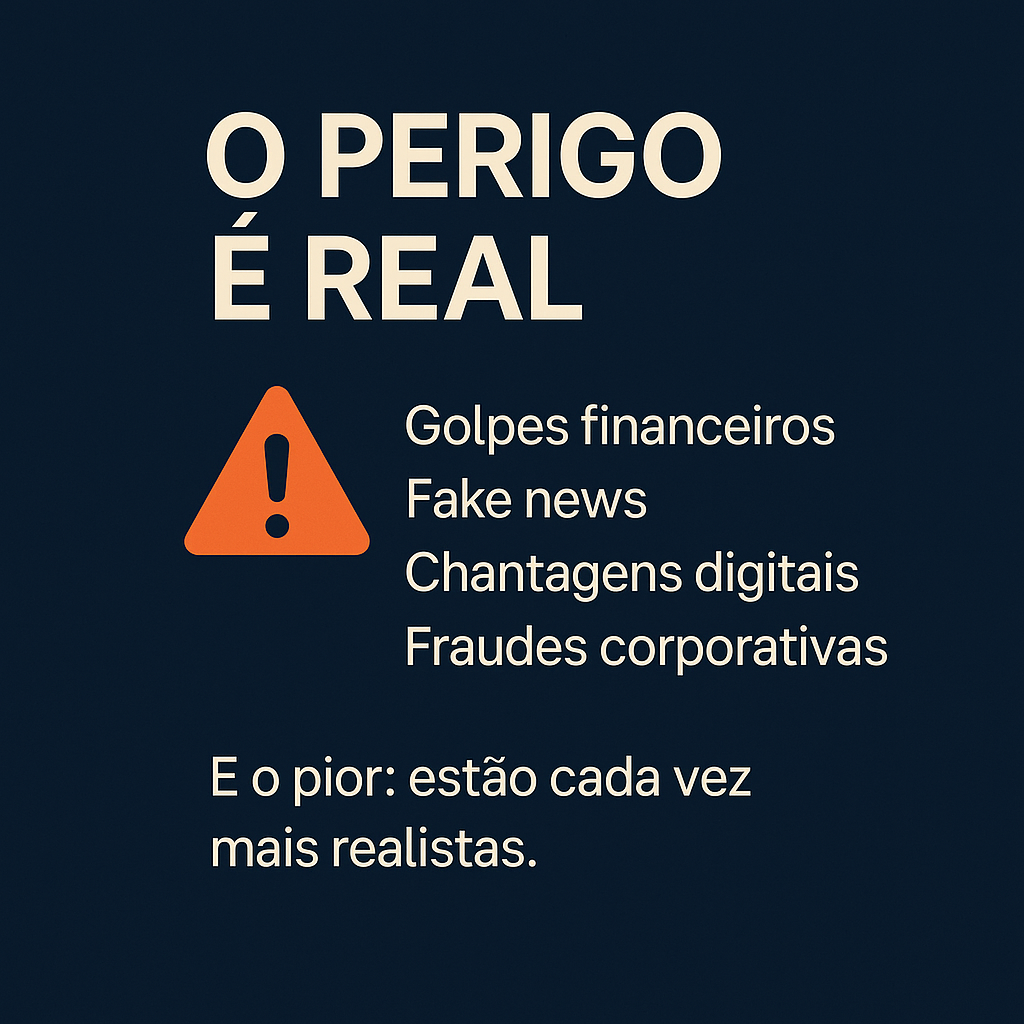 O PERIGO
É REAL
Golpes financeiros
Fake news
Chantagens digitais
Fraudes corporativas
E o pior: estão cada vez
mais realistas.